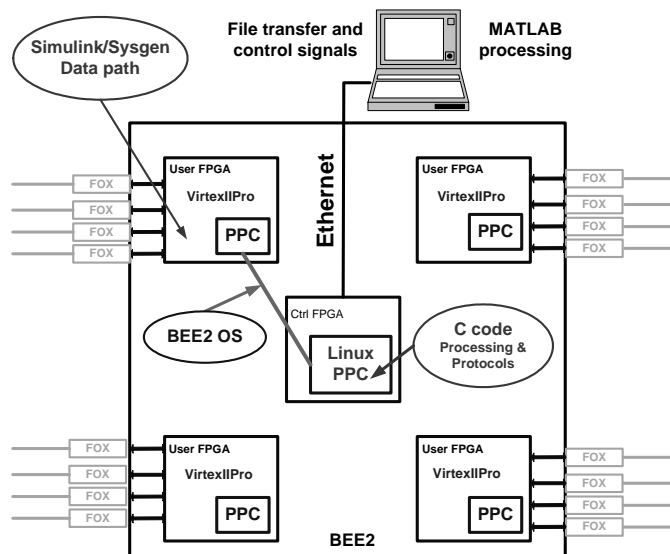 Simulink/Sysgen
Data path
File transfer and
control signals
MATLAB
processing
Ethernet
User FPGA
VirtexIIPro
PPC
FOX
FOX
FOX
FOX
User FPGA
VirtexIIPro
PPC
FOX
FOX
FOX
FOX
BEE2 OS
Ctrl FPGA
Linux
PPC
C code
Processing &
Protocols
User FPGA
VirtexIIPro
PPC
FOX
FOX
FOX
FOX
User FPGA
VirtexIIPro
PPC
FOX
FOX
FOX
FOX
BEE2